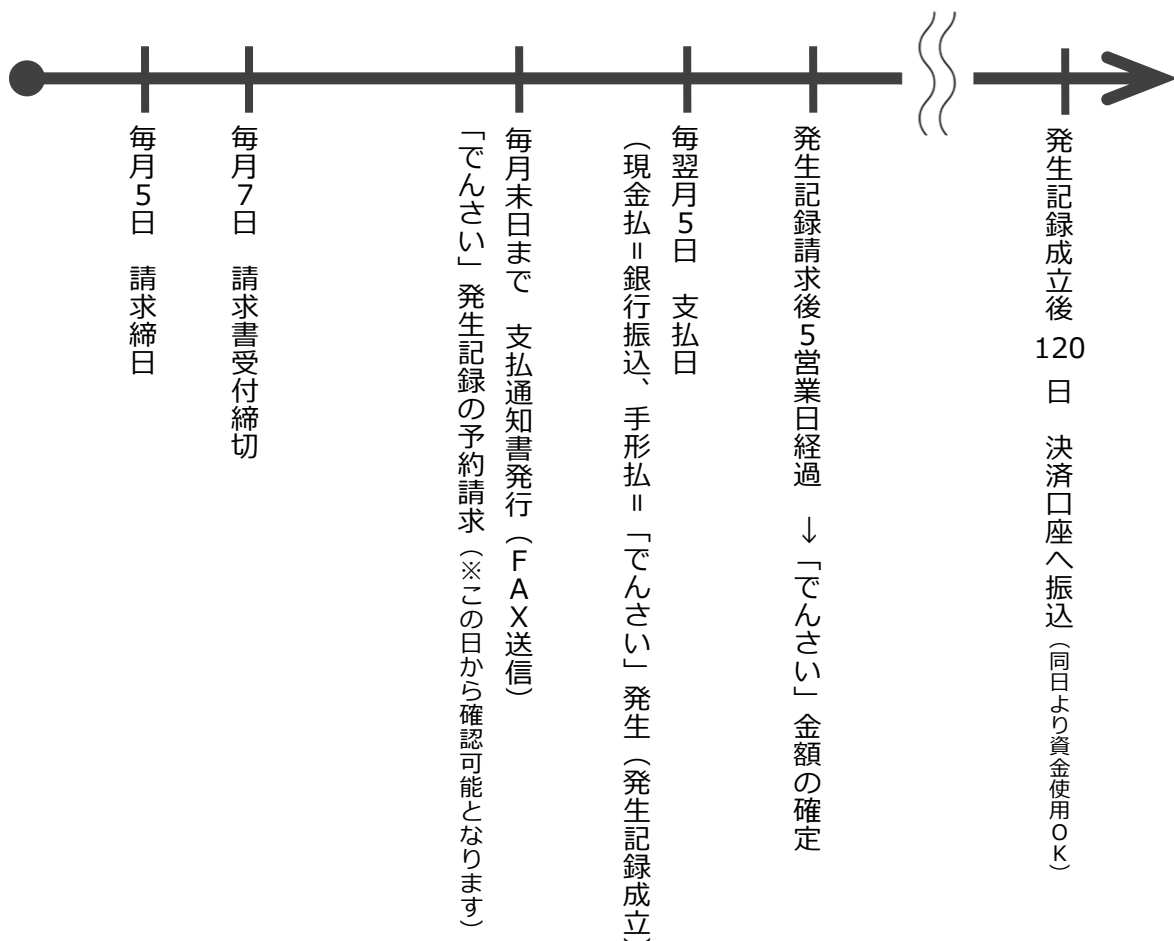 毎月5日　請求締日
毎月7日　請求書受付締切
毎月末日まで　支払通知書発行（ＦＡＸ送信）
「でんさい」発生記録の予約請求（※この日から確認可能となります）
毎翌月5日　支払日
（現金払＝銀行振込、手形払＝「でんさい」発生（発生記録成立）
発生記録請求後5営業日経過　→「でんさい」金額の確定
発生記録成立後120日　決済口座へ振込（同日より資金使用ＯＫ）